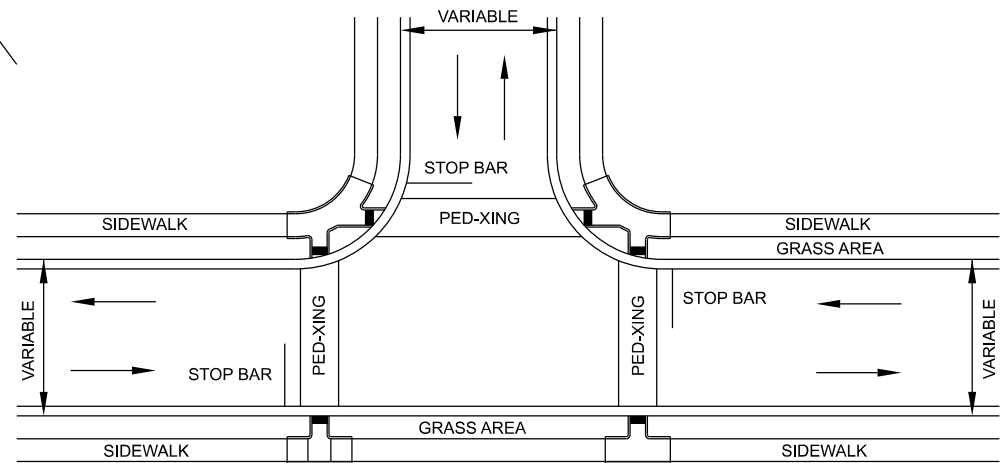 VARIABLE
STOP BAR
SIDEWALK
PED-XING
SIDEWALK
GRASS AREA
VARIABLE
PED-XING
STOP BAR
PED-XING
STOP BAR
VARIABLE
GRASS AREA
SIDEWALK
SIDEWALK